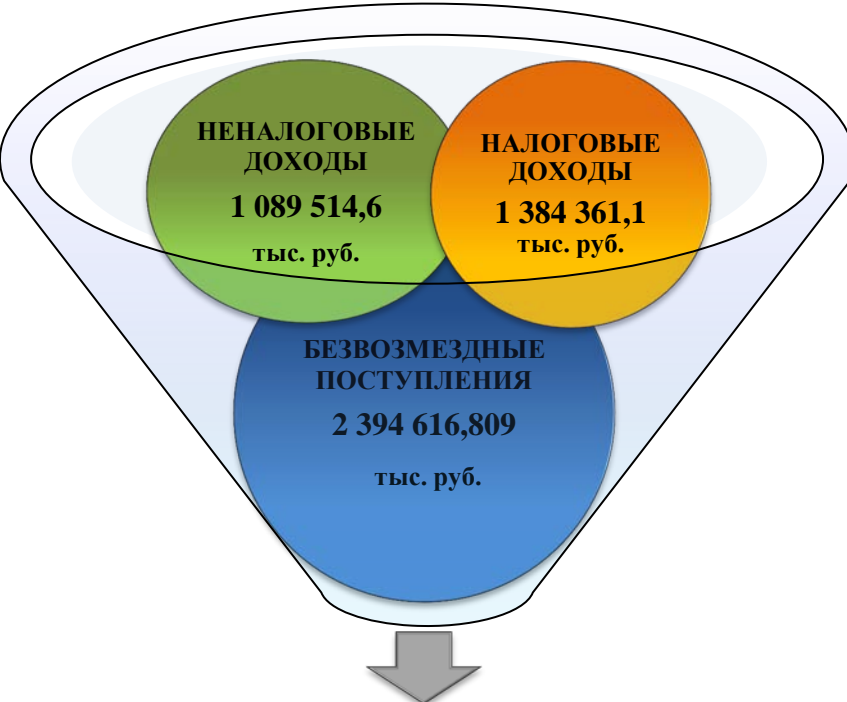 НЕНАЛОГОВЫЕ
ДОХОДЫ
1 089 514,6
тыс. руб.
НАЛОГОВЫЕ
ДОХОДЫ
1 384 361,1
тыс. руб.
БЕЗВОЗМЕЗДНЫЕ
ПОСТУПЛЕНИЯ
2 394 616,809
тыс. руб.